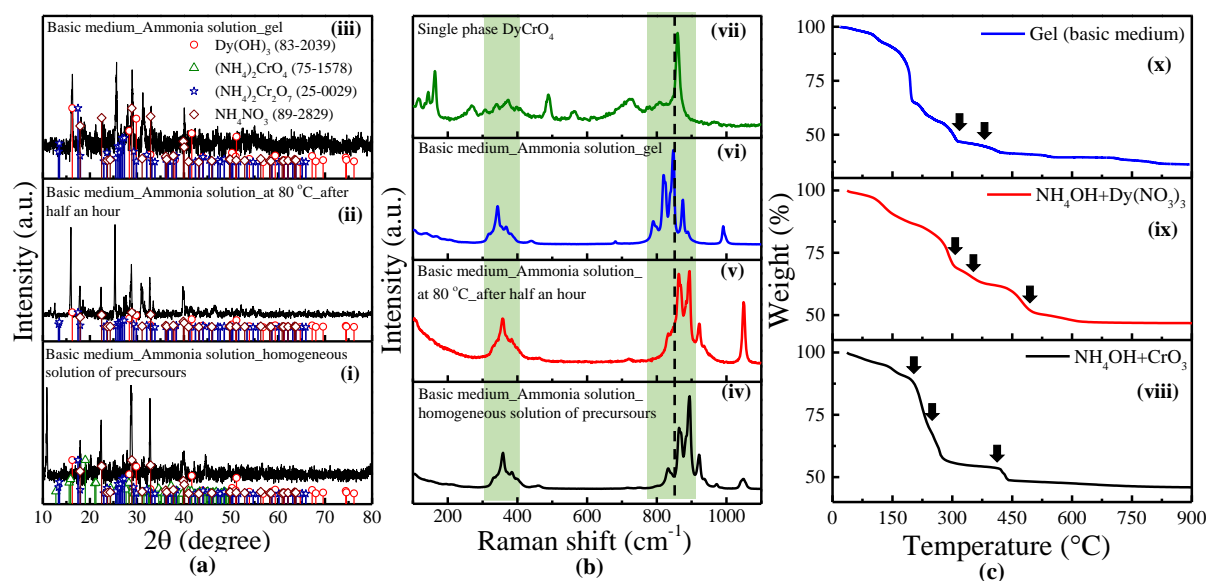 Basic medium_Ammonia solution_gel
(iii)
Dy(OH)₃ (83-2039)
(NH₄)₂CrO₄ (75-1578)
(NH₄)₂Cr₂O₇ (25-0029)
NH₄NO₃ (89-2829)
Basic medium_Ammonia solution_at 80 °C_after
half an hour
(ii)
Basic medium_Ammonia solution_homogeneous
solution of precursours
(i)
Intensity (a.u.)
10 20 30 40 50 60 70 80
2θ (degree)
(a)
Single phase DyCrO₄
(vii)
Basic medium_Ammonia solution_gel
(vi)
Basic medium_Ammonia solution_
at 80 °C_after half an hour
(v)
Basic medium_Ammonia solution_
homogeneous solution of precursours
(iv)
Intensity (a.u.)
200 400 600 800 1000
Raman shift (cm⁻¹)
(b)
Gel (basic medium)
(x)
NH₄OH+Dy(NO₃)₃
(ix)
NH₄OH+CrO₃
(viii)
Weight (%)
100
75
50
100
75
50
100
75
50
0 150 300 450 600 750 900
Temperature (°C)
(c)